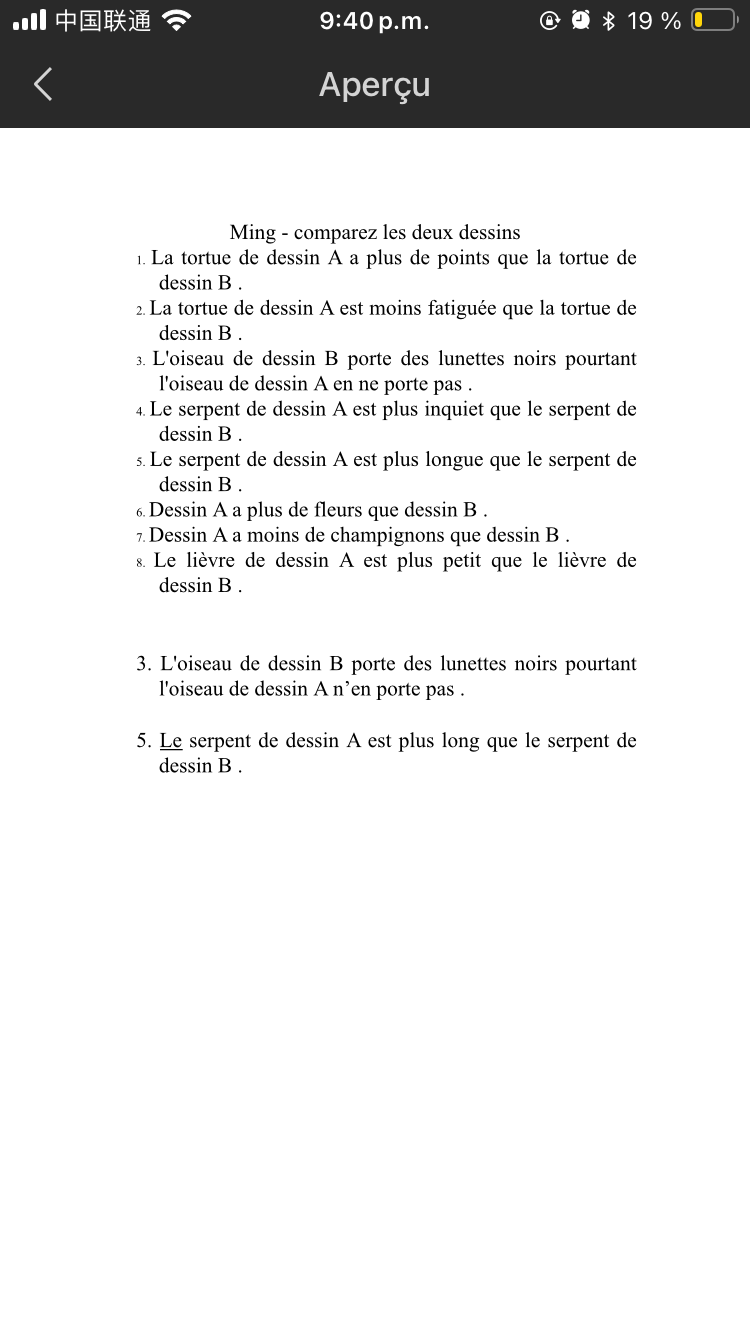 中国联通 9:40 p.m. 19 %
Aperçu
Ming - comparez les deux dessins
1. La tortue de dessin A a plus de points que la tortue de
dessin B .
2. La tortue de dessin A est moins fatiguée que la tortue de
dessin B .
3. L'oiseau de dessin B porte des lunettes noirs pourtant
l'oiseau de dessin A en ne porte pas .
4. Le serpent de dessin A est plus inquiet que le serpent de
dessin B .
5. Le serpent de dessin A est plus longue que le serpent de
dessin B .
6. Dessin A a plus de fleurs que dessin B .
7. Dessin A a moins de champignons que dessin B .
8. Le lièvre de dessin A est plus petit que le lièvre de
dessin B .
3. L'oiseau de dessin B porte des lunettes noirs pourtant
l'oiseau de dessin A n’en porte pas .
5. Le serpent de dessin A est plus long que le serpent de
dessin B .